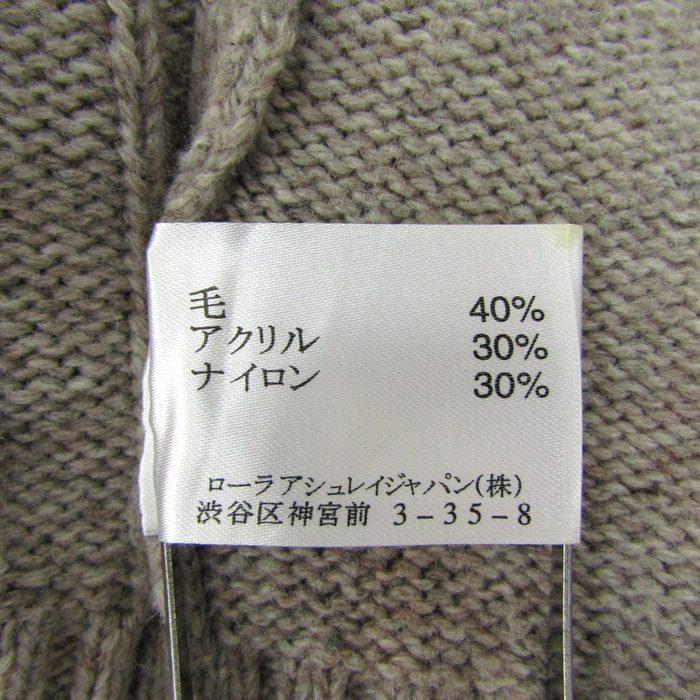 毛 40%
アクリル 30%
ナイロン 30%
ローラアシュレイジャパン(株)
渋谷区神宮前 3-35-8